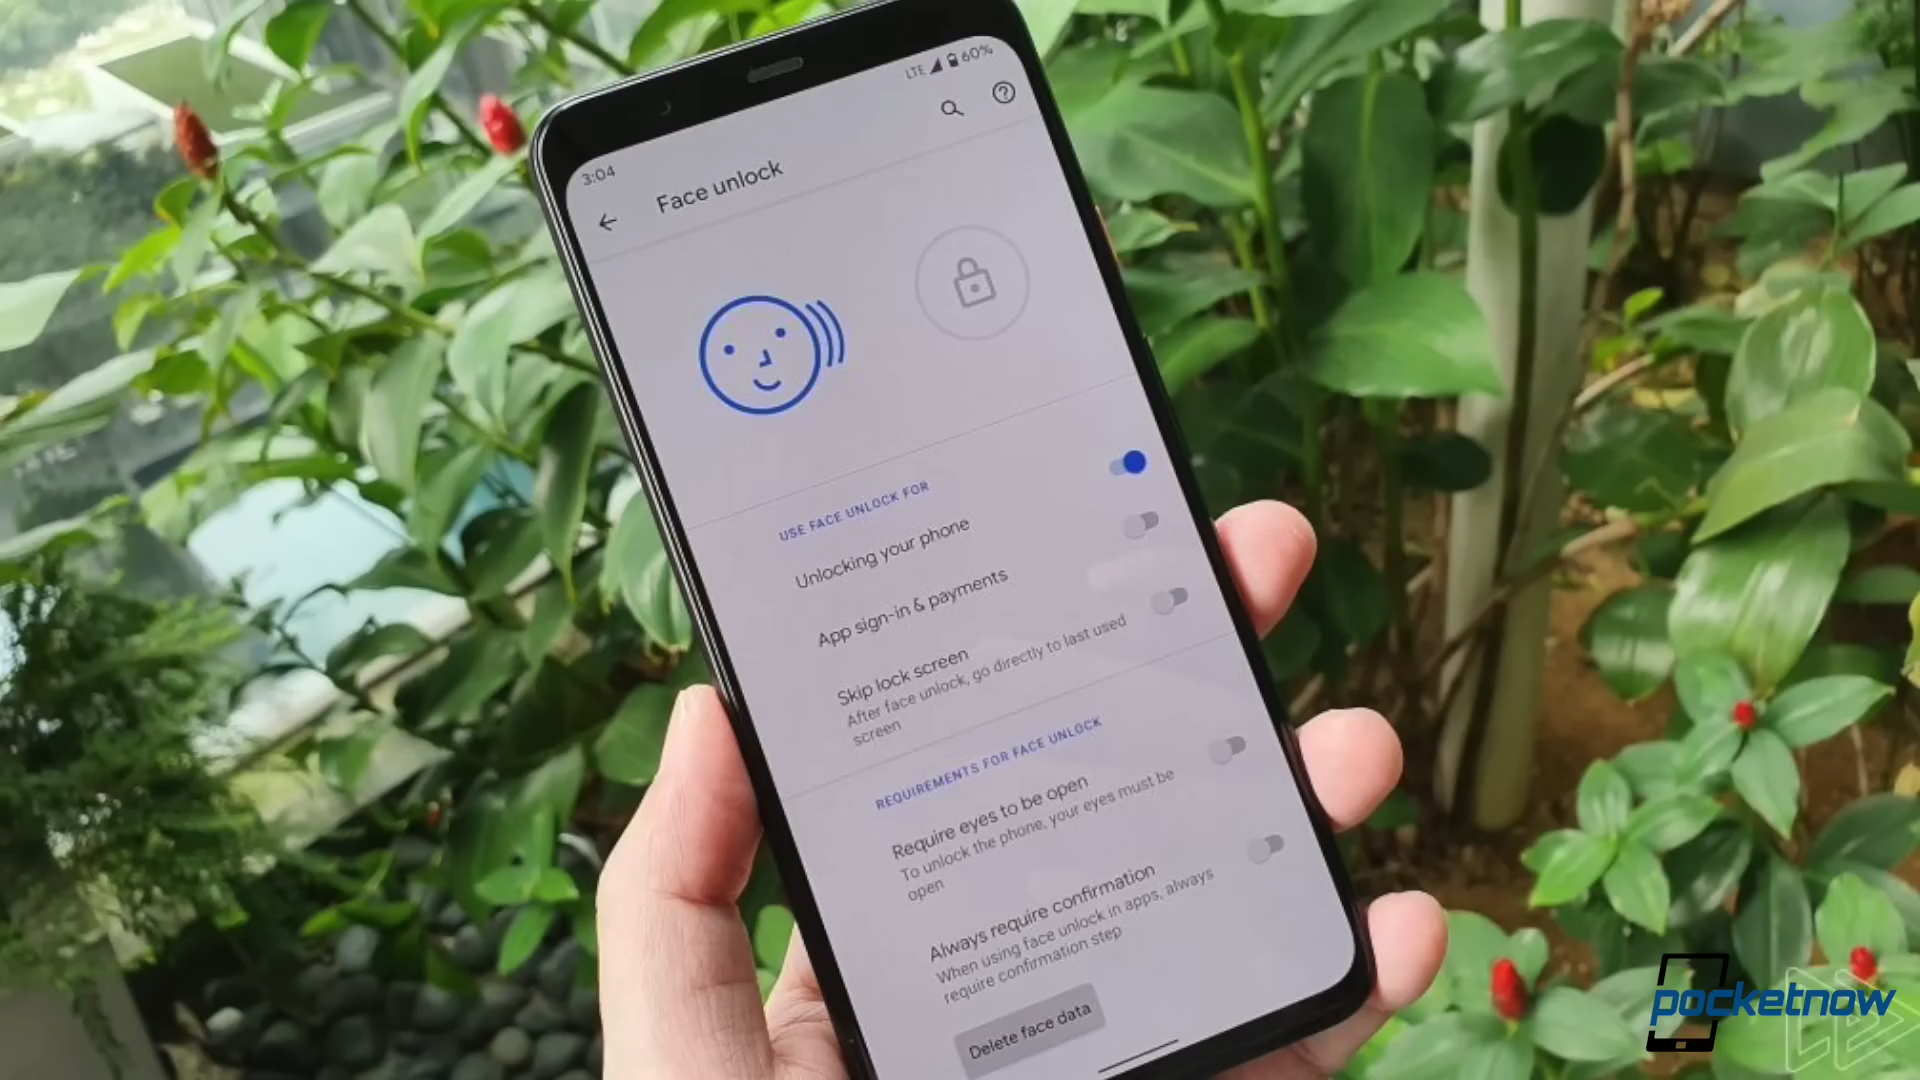 LTE 60%
3:04
Face unlock
USE FACE UNLOCK FOR
Unlocking your phone
App sign-in & payments
Skip lock screen
After face unlock, go directly to last used
screen
REQUIREMENTS FOR FACE UNLOCK
Require eyes to be open
To unlock the phone, your eyes must be
open
Always require confirmation
When using face unlock in apps, always
require confirmation step
Delete face data
pocketnow